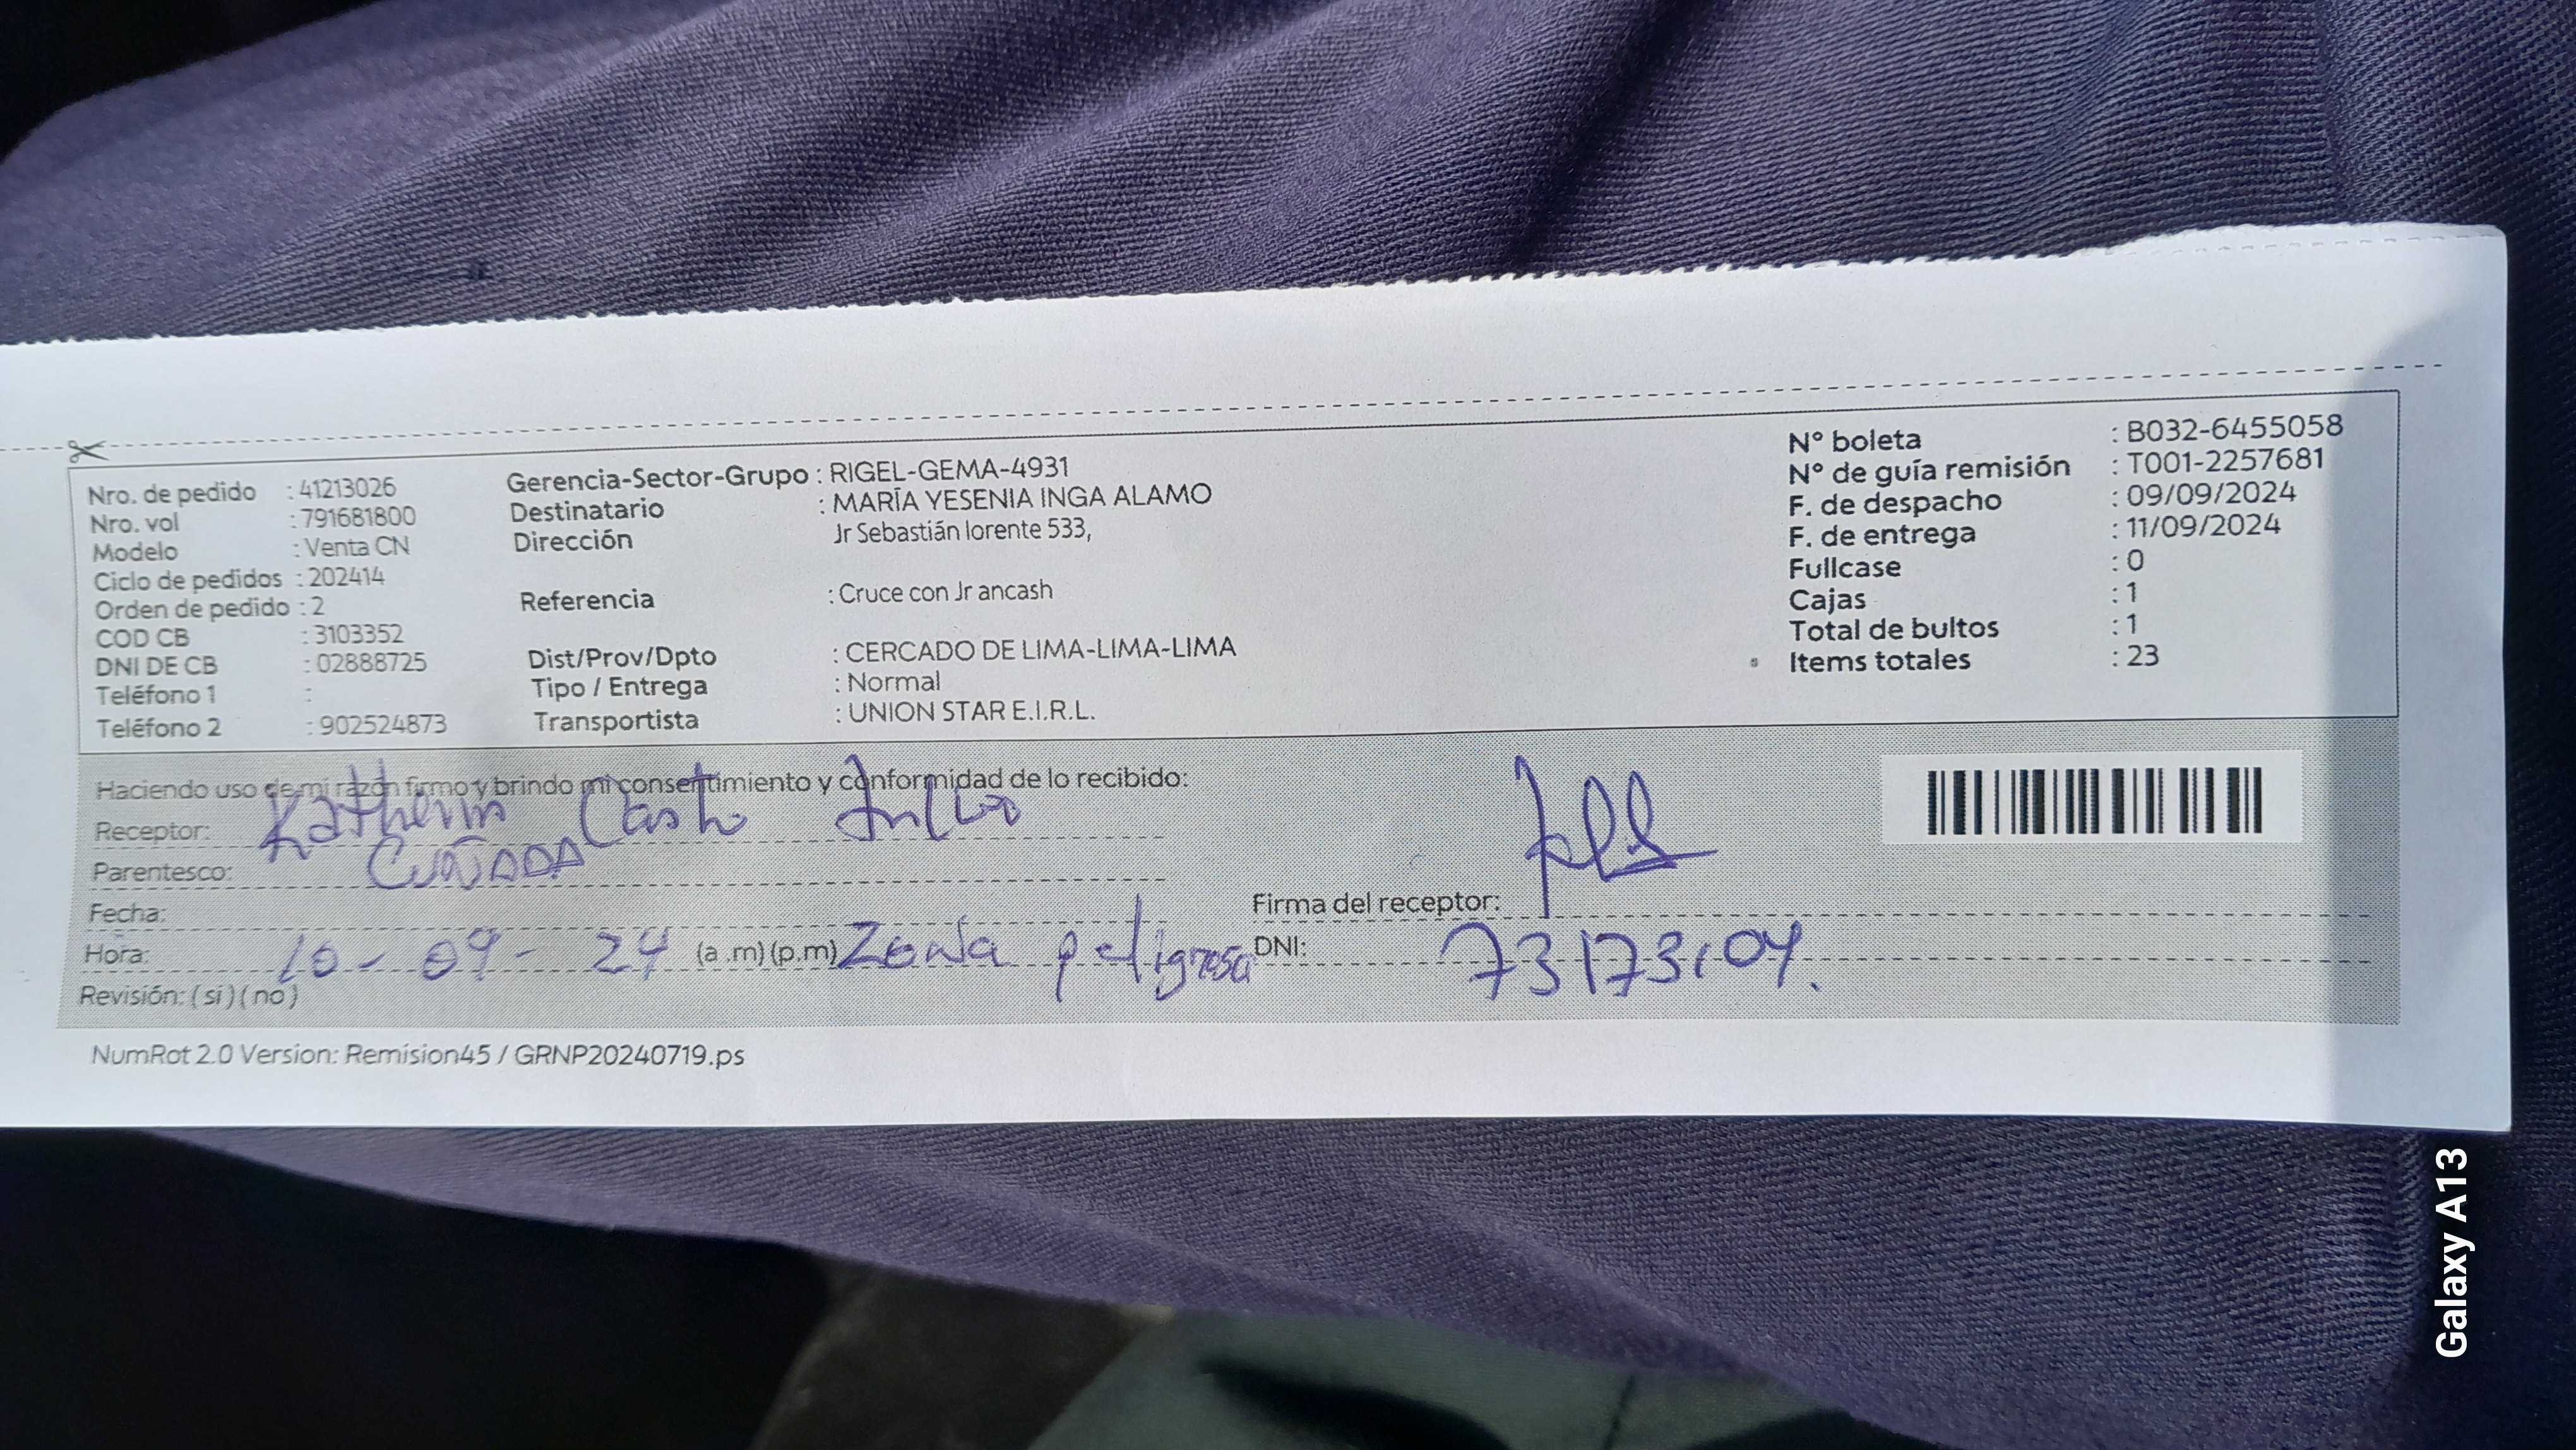 Nro. de pedido : 41213026
Nro. vol : 791681800
Modelo : Venta CN
Ciclo de pedidos : 202414
Orden de pedido : 2
COD CB : 3103352
DNI DE CB : 02888725
Teléfono 1 :
Teléfono 2 : 902524873
Gerencia-Sector-Grupo : RIGEL-GEMA-4931
Destinatario : MARÍA YESENIA INGA ALAMO
Dirección Jr Sebastián lorente 533,
Referencia : Cruce con Jr ancash
Dist/Prov/Dpto : CERCADO DE LIMA-LIMA-LIMA
Tipo / Entrega : Normal
Transportista : UNION STAR E.I.R.L.
N° boleta : B032-6455058
N° de guía remisión : T001-2257681
F. de despacho : 09/09/2024
F. de entrega : 11/09/2024
Fullcase : 0
Cajas : 1
Total de bultos : 1
Items totales : 23
Haciendo uso de mi razón firmo y brindo mi consentimiento y conformidad de lo recibido:
Receptor: Katherin
Parentesco: CUÑADA
Fecha:
Hora: 10-09-24 (a .m) (p.m) Zona peligrosa
Revisión: ( si ) ( no )
Firma del receptor:
DNI:
NumRot 2.0 Version: Remision45 / GRNP20240719.ps
Galaxy A13